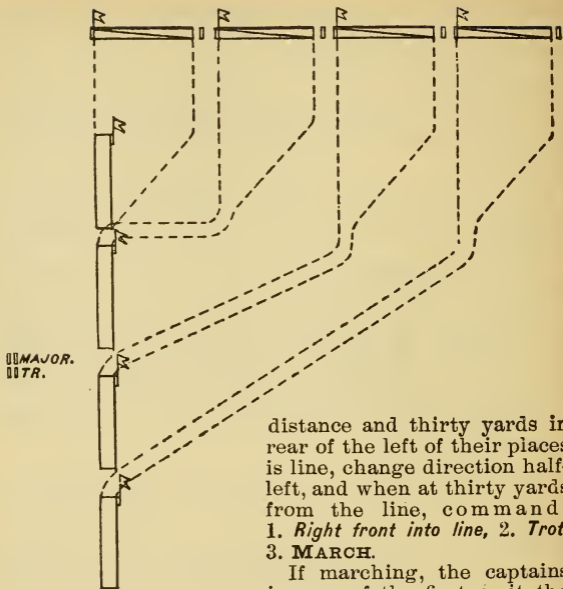 MAJOR.
TR.
distance and thirty yards in
rear of the left of their places
is line, change direction half-
left, and when at thirty yards
from the line, command
1. Right front into line, 2. Trot
3. MARCH.
If marching, the captains